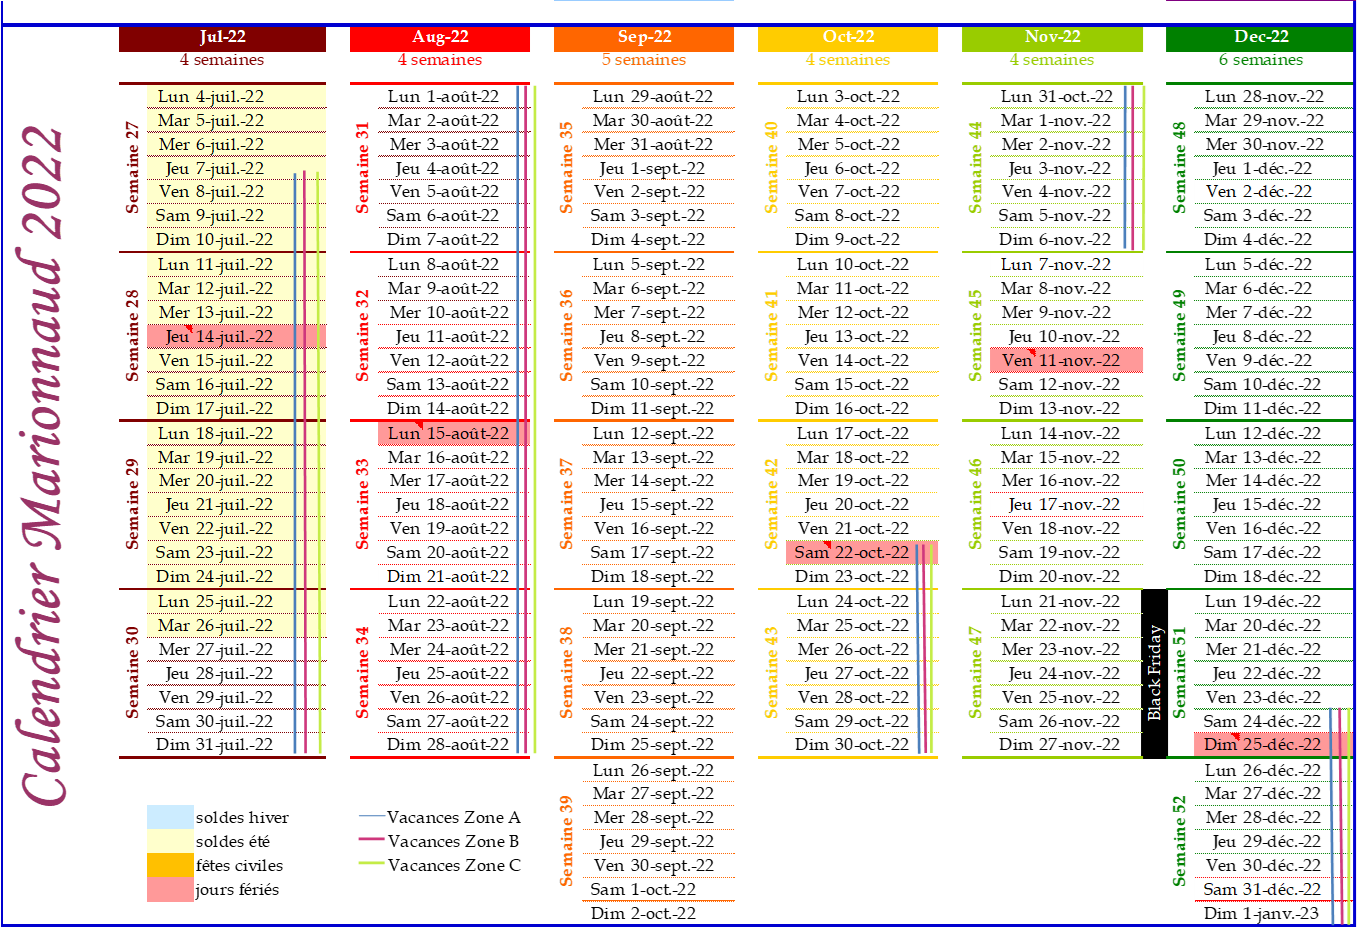 Calendrier Marionnaud 2022
Jul-22
4 semaines
Semaine 27
Lun 4-juil.-22
Mar 5-juil.-22
Mer 6-juil.-22
Jeu 7-juil.-22
Ven 8-juil.-22
Sam 9-juil.-22
Dim 10-juil.-22
Semaine 28
Lun 11-juil.-22
Mar 12-juil.-22
Mer 13-juil.-22
Jeu 14-juil.-22
Ven 15-juil.-22
Sam 16-juil.-22
Dim 17-juil.-22
Semaine 29
Lun 18-juil.-22
Mar 19-juil.-22
Mer 20-juil.-22
Jeu 21-juil.-22
Ven 22-juil.-22
Sam 23-juil.-22
Dim 24-juil.-22
Semaine 30
Lun 25-juil.-22
Mar 26-juil.-22
Mer 27-juil.-22
Jeu 28-juil.-22
Ven 29-juil.-22
Sam 30-juil.-22
Dim 31-juil.-22
Aug-22
4 semaines
Semaine 31
Lun 1-août-22
Mar 2-août-22
Mer 3-août-22
Jeu 4-août-22
Ven 5-août-22
Sam 6-août-22
Dim 7-août-22
Semaine 32
Lun 8-août-22
Mar 9-août-22
Mer 10-août-22
Jeu 11-août-22
Ven 12-août-22
Sam 13-août-22
Dim 14-août-22
Semaine 33
Lun 15-août-22
Mar 16-août-22
Mer 17-août-22
Jeu 18-août-22
Ven 19-août-22
Sam 20-août-22
Dim 21-août-22
Semaine 34
Lun 22-août-22
Mar 23-août-22
Mer 24-août-22
Jeu 25-août-22
Ven 26-août-22
Sam 27-août-22
Dim 28-août-22
Sep-22
5 semaines
Semaine 35
Lun 29-août-22
Mar 30-août-22
Mer 31-août-22
Jeu 1-sept.-22
Ven 2-sept.-22
Sam 3-sept.-22
Dim 4-sept.-22
Semaine 36
Lun 5-sept.-22
Mar 6-sept.-22
Mer 7-sept.-22
Jeu 8-sept.-22
Ven 9-sept.-22
Sam 10-sept.-22
Dim 11-sept.-22
Semaine 37
Lun 12-sept.-22
Mar 13-sept.-22
Mer 14-sept.-22
Jeu 15-sept.-22
Ven 16-sept.-22
Sam 17-sept.-22
Dim 18-sept.-22
Semaine 38
Lun 19-sept.-22
Mar 20-sept.-22
Mer 21-sept.-22
Jeu 22-sept.-22
Ven 23-sept.-22
Sam 24-sept.-22
Dim 25-sept.-22
Semaine 39
Lun 26-sept.-22
Mar 27-sept.-22
Mer 28-sept.-22
Jeu 29-sept.-22
Ven 30-sept.-22
Sam 1-oct.-22
Dim 2-oct.-22
Oct-22
4 semaines
Semaine 40
Lun 3-oct.-22
Mar 4-oct.-22
Mer 5-oct.-22
Jeu 6-oct.-22
Ven 7-oct.-22
Sam 8-oct.-22
Dim 9-oct.-22
Semaine 41
Lun 10-oct.-22
Mar 11-oct.-22
Mer 12-oct.-22
Jeu 13-oct.-22
Ven 14-oct.-22
Sam 15-oct.-22
Dim 16-oct.-22
Semaine 42
Lun 17-oct.-22
Mar 18-oct.-22
Mer 19-oct.-22
Jeu 20-oct.-22
Ven 21-oct.-22
Sam 22-oct.-22
Dim 23-oct.-22
Semaine 43
Lun 24-oct.-22
Mar 25-oct.-22
Mer 26-oct.-22
Jeu 27-oct.-22
Ven 28-oct.-22
Sam 29-oct.-22
Dim 30-oct.-22
Nov-22
4 semaines
Semaine 44
Lun 31-oct.-22
Mar 1-nov.-22
Mer 2-nov.-22
Jeu 3-nov.-22
Ven 4-nov.-22
Sam 5-nov.-22
Dim 6-nov.-22
Semaine 45
Lun 7-nov.-22
Mar 8-nov.-22
Mer 9-nov.-22
Jeu 10-nov.-22
Ven 11-nov.-22
Sam 12-nov.-22
Dim 13-nov.-22
Semaine 46
Lun 14-nov.-22
Mar 15-nov.-22
Mer 16-nov.-22
Jeu 17-nov.-22
Ven 18-nov.-22
Sam 19-nov.-22
Dim 20-nov.-22
Semaine 47
Lun 21-nov.-22
Mar 22-nov.-22
Mer 23-nov.-22
Jeu 24-nov.-22
Ven 25-nov.-22
Sam 26-nov.-22
Dim 27-nov.-22
Black Friday
Dec-22
6 semaines
Semaine 48
Lun 28-nov.-22
Mar 29-nov.-22
Mer 30-nov.-22
Jeu 1-déc.-22
Ven 2-déc.-22
Sam 3-déc.-22
Dim 4-déc.-22
Semaine 49
Lun 5-déc.-22
Mar 6-déc.-22
Mer 7-déc.-22
Jeu 8-déc.-22
Ven 9-déc.-22
Sam 10-déc.-22
Dim 11-déc.-22
Semaine 50
Lun 12-déc.-22
Mar 13-déc.-22
Mer 14-déc.-22
Jeu 15-déc.-22
Ven 16-déc.-22
Sam 17-déc.-22
Dim 18-déc.-22
Semaine 51
Lun 19-déc.-22
Mar 20-déc.-22
Mer 21-déc.-22
Jeu 22-déc.-22
Ven 23-déc.-22
Sam 24-déc.-22
Dim 25-déc.-22
Semaine 52
Lun 26-déc.-22
Mar 27-déc.-22
Mer 28-déc.-22
Jeu 29-déc.-22
Ven 30-déc.-22
Sam 31-déc.-22
Dim 1-janv.-23
soldes hiver
soldes été
fêtes civiles
jours fériés
Vacances Zone A
Vacances Zone B
Vacances Zone C